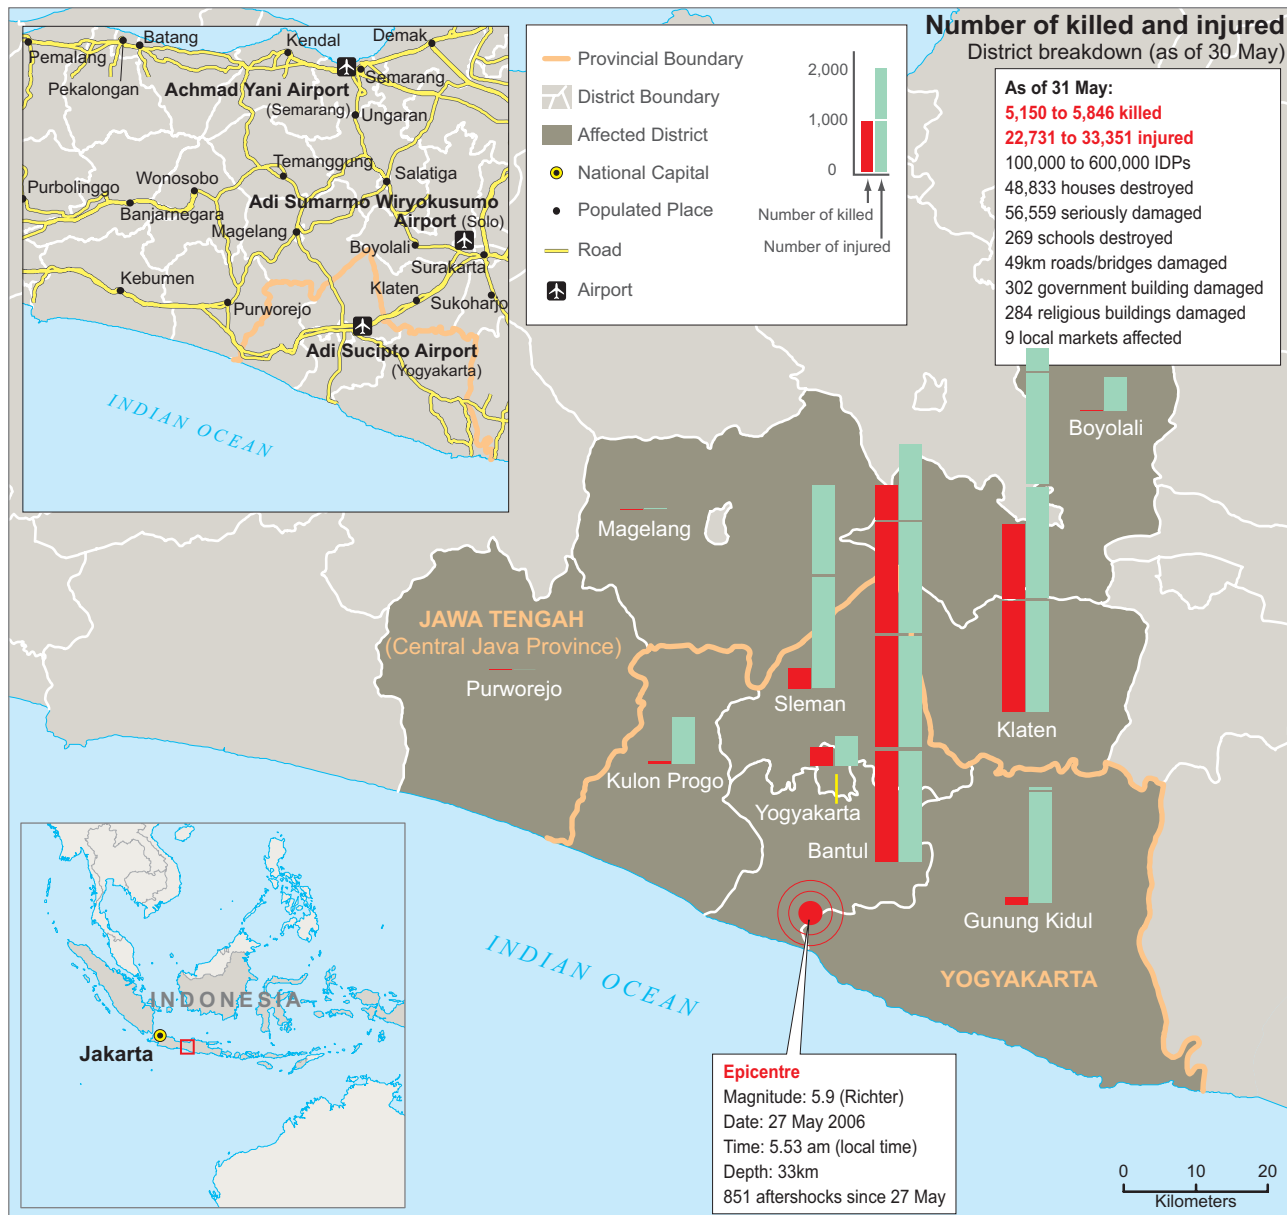 Number of killed and injured
District breakdown (as of 30 May)
As of 31 May:
5,150 to 5,846 killed
22,731 to 33,351 injured
100,000 to 600,000 IDPs
48,833 houses destroyed
56,559 seriously damaged
269 schools destroyed
49km roads/bridges damaged
302 government building damaged
284 religious buildings damaged
9 local markets affected
Provincial Boundary
District Boundary
Affected District
National Capital
Populated Place
Road
Airport
2,000
1,000
0
Number of killed
Number of injured
Batang
Kendal
Demak
Pemalang
Pekalongan
Semarang
Achmad Yani Airport
(Semarang)
Ungaran
Temanggung
Salatiga
Wonosobo
Purbolinggo
Banjarnegara
Adi Sumarmo Wiryokusumo
Airport (Solo)
Magelang
Boyolali
Surakarta
Kebumen
Klaten
Sukoharjo
Purworejo
Adi Sucipto Airport
(Yogyakarta)
INDIAN OCEAN
Boyolali
Magelang
JAWA TENGAH
(Central Java Province)
Purworejo
Sleman
Klaten
Kulon Progo
Yogyakarta
Bantul
Gunung Kidul
YOGYAKARTA
INDIAN OCEAN
INDONESIA
Jakarta
Epicentre
Magnitude: 5.9 (Richter)
Date: 27 May 2006
Time: 5.53 am (local time)
Depth: 33km
851 aftershocks since 27 May
0 10 20
Kilometers